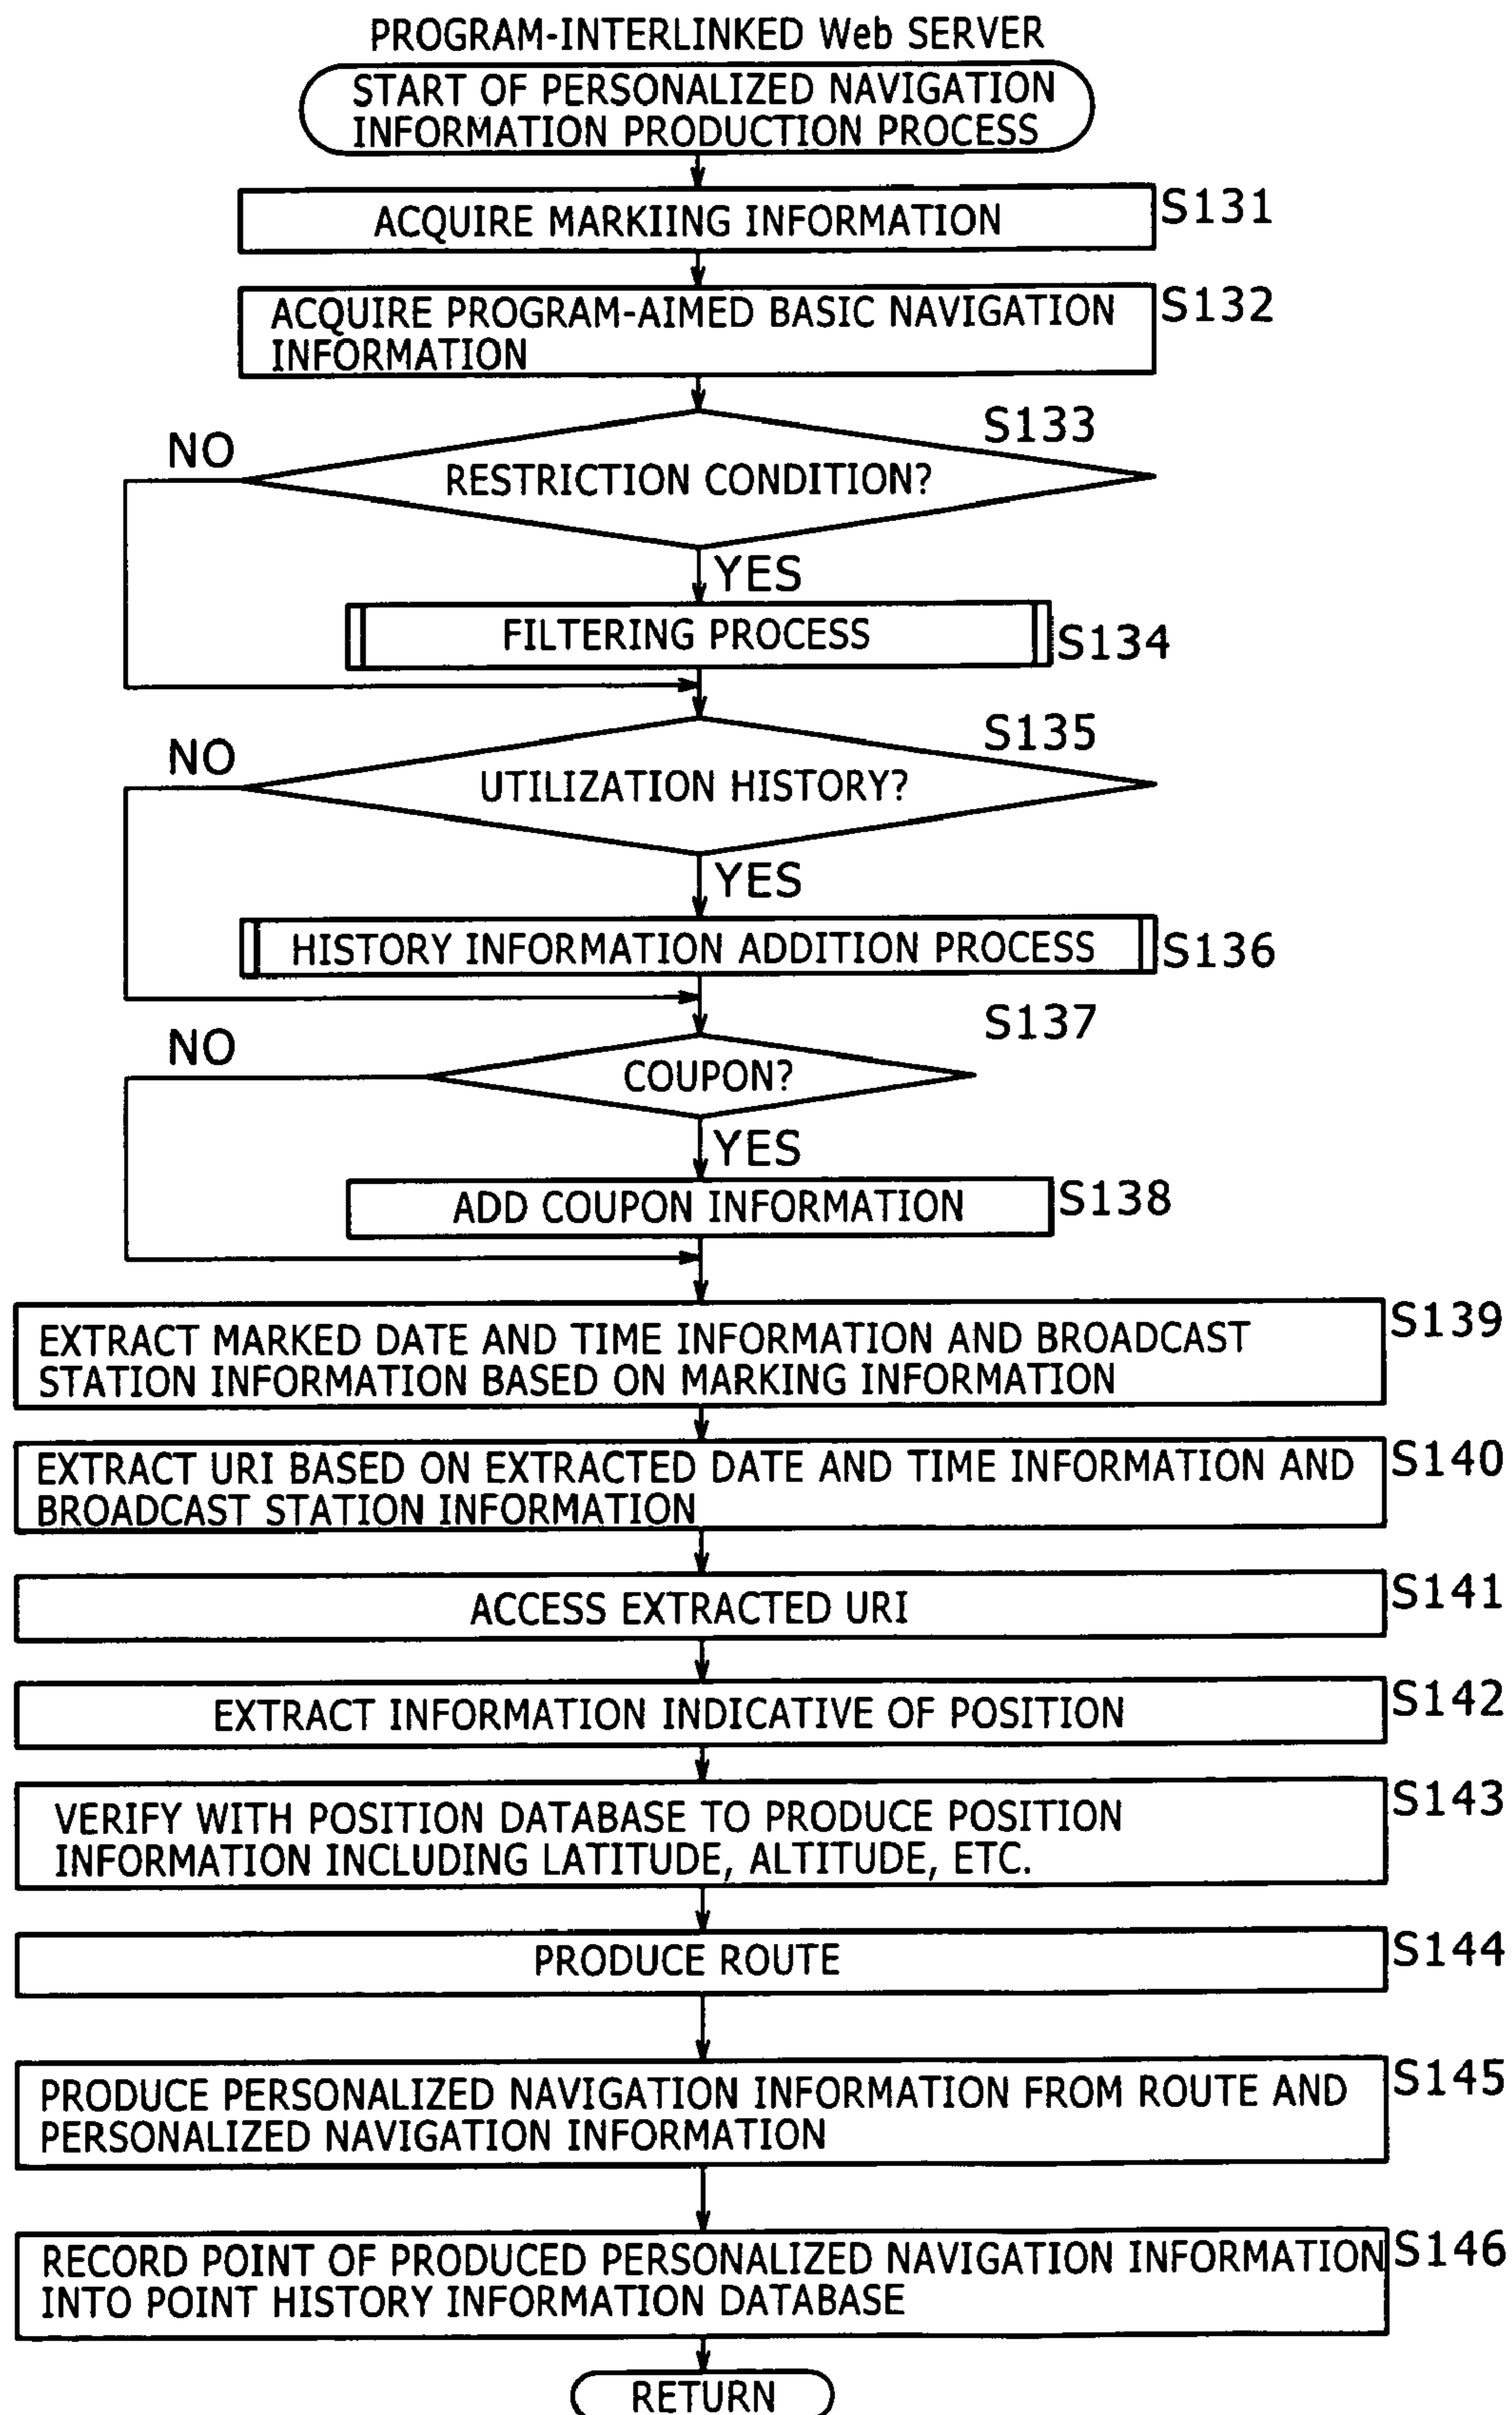 PROGRAM-INTERLINKED Web SERVER
START OF PERSONALIZED NAVIGATION
INFORMATION PRODUCTION PROCESS
ACQUIRE MARKIING INFORMATION
S131
ACQUIRE PROGRAM-AIMED BASIC NAVIGATION
INFORMATION
S132
S133
NO
RESTRICTION CONDITION?
YES
FILTERING PROCESS
S134
S135
NO
UTILIZATION HISTORY?
YES
HISTORY INFORMATION ADDITION PROCESS
S136
S137
NO
COUPON?
YES
ADD COUPON INFORMATION
S138
EXTRACT MARKED DATE AND TIME INFORMATION AND BROADCAST
STATION INFORMATION BASED ON MARKING INFORMATION
S139
EXTRACT URI BASED ON EXTRACTED DATE AND TIME INFORMATION AND
BROADCAST STATION INFORMATION
S140
ACCESS EXTRACTED URI
S141
EXTRACT INFORMATION INDICATIVE OF POSITION
S142
VERIFY WITH POSITION DATABASE TO PRODUCE POSITION
INFORMATION INCLUDING LATITUDE, ALTITUDE, ETC.
S143
PRODUCE ROUTE
S144
PRODUCE PERSONALIZED NAVIGATION INFORMATION FROM ROUTE AND
PERSONALIZED NAVIGATION INFORMATION
S145
RECORD POINT OF PRODUCED PERSONALIZED NAVIGATION INFORMATION
INTO POINT HISTORY INFORMATION DATABASE
S146
RETURN